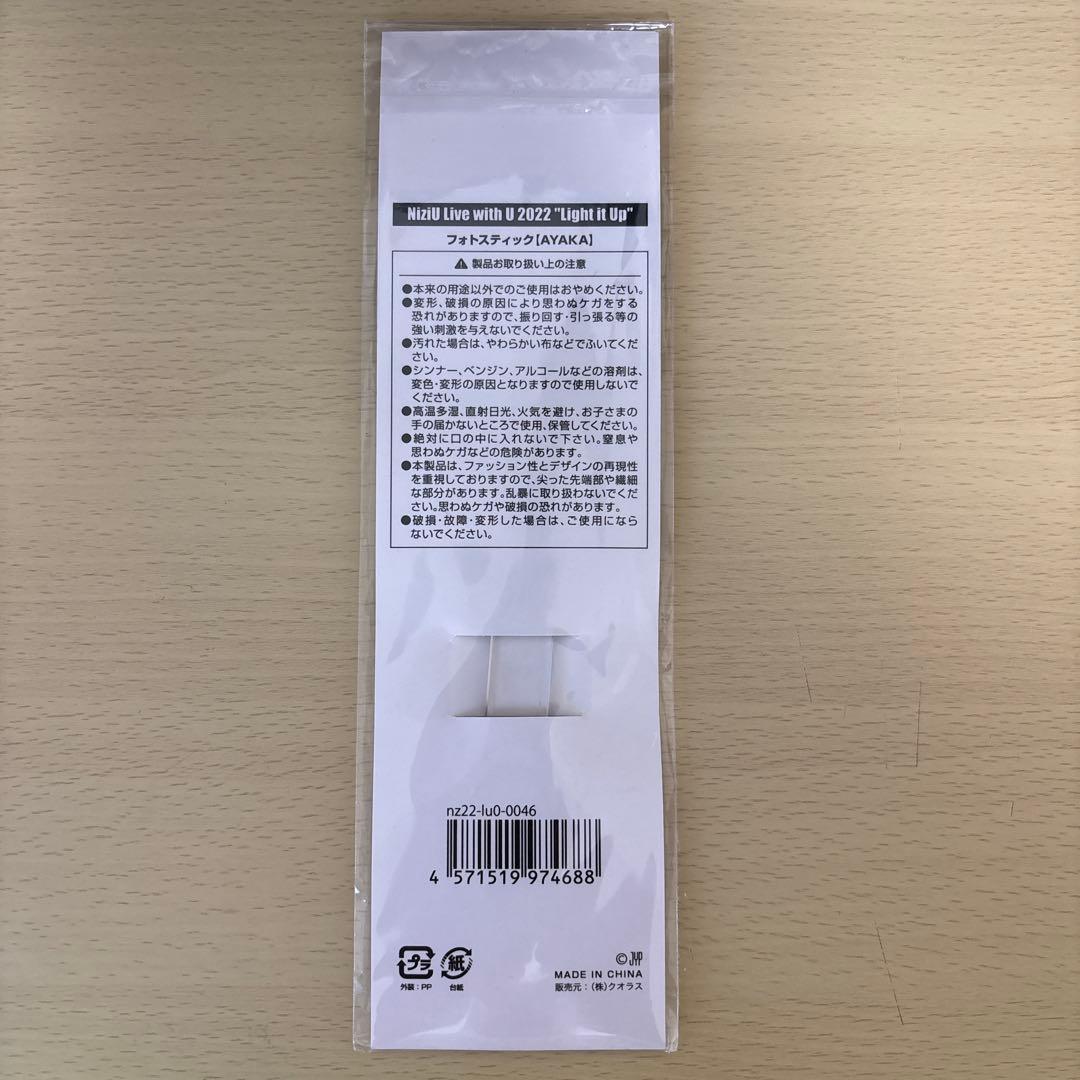 NiziU Live with U 2022 "Light it Up"
フォトスティック【AYAKA】
⚠ 製品お取り扱い上の注意
●本来の用途以外でのご使用はおやめください。
●変形、破損の原因により思わぬケガをする
恐れがありますので、振り回す・引っ張る等の
強い刺激を与えないでください。
●汚れた場合は、やわらかい布などでふいてくだ
さい。
●シンナー、ベンジン、アルコールなどの溶剤は、
変色・変形の原因となりますので使用しないで
ください。
●高温多湿、直射日光、火気を避け、お子さまの
手の届かないところで使用、保管してください。
●絶対に口の中に入れないで下さい。窒息や
思わぬケガなどの危険があります。
●本製品は、ファッション性とデザインの再現性
を重視しておりますので、尖った先端部や繊細
な部分があります。乱暴に取り扱わないでくだ
さい。思わぬケガや破損の恐れがあります。
●破損・故障・変形した場合は、ご使用になら
ないでください。
nz22-lu0-0046
4 571519 974688
プラ
外装：PP
紙
台紙
©JYP
MADE IN CHINA
販売元：（株）クオラス